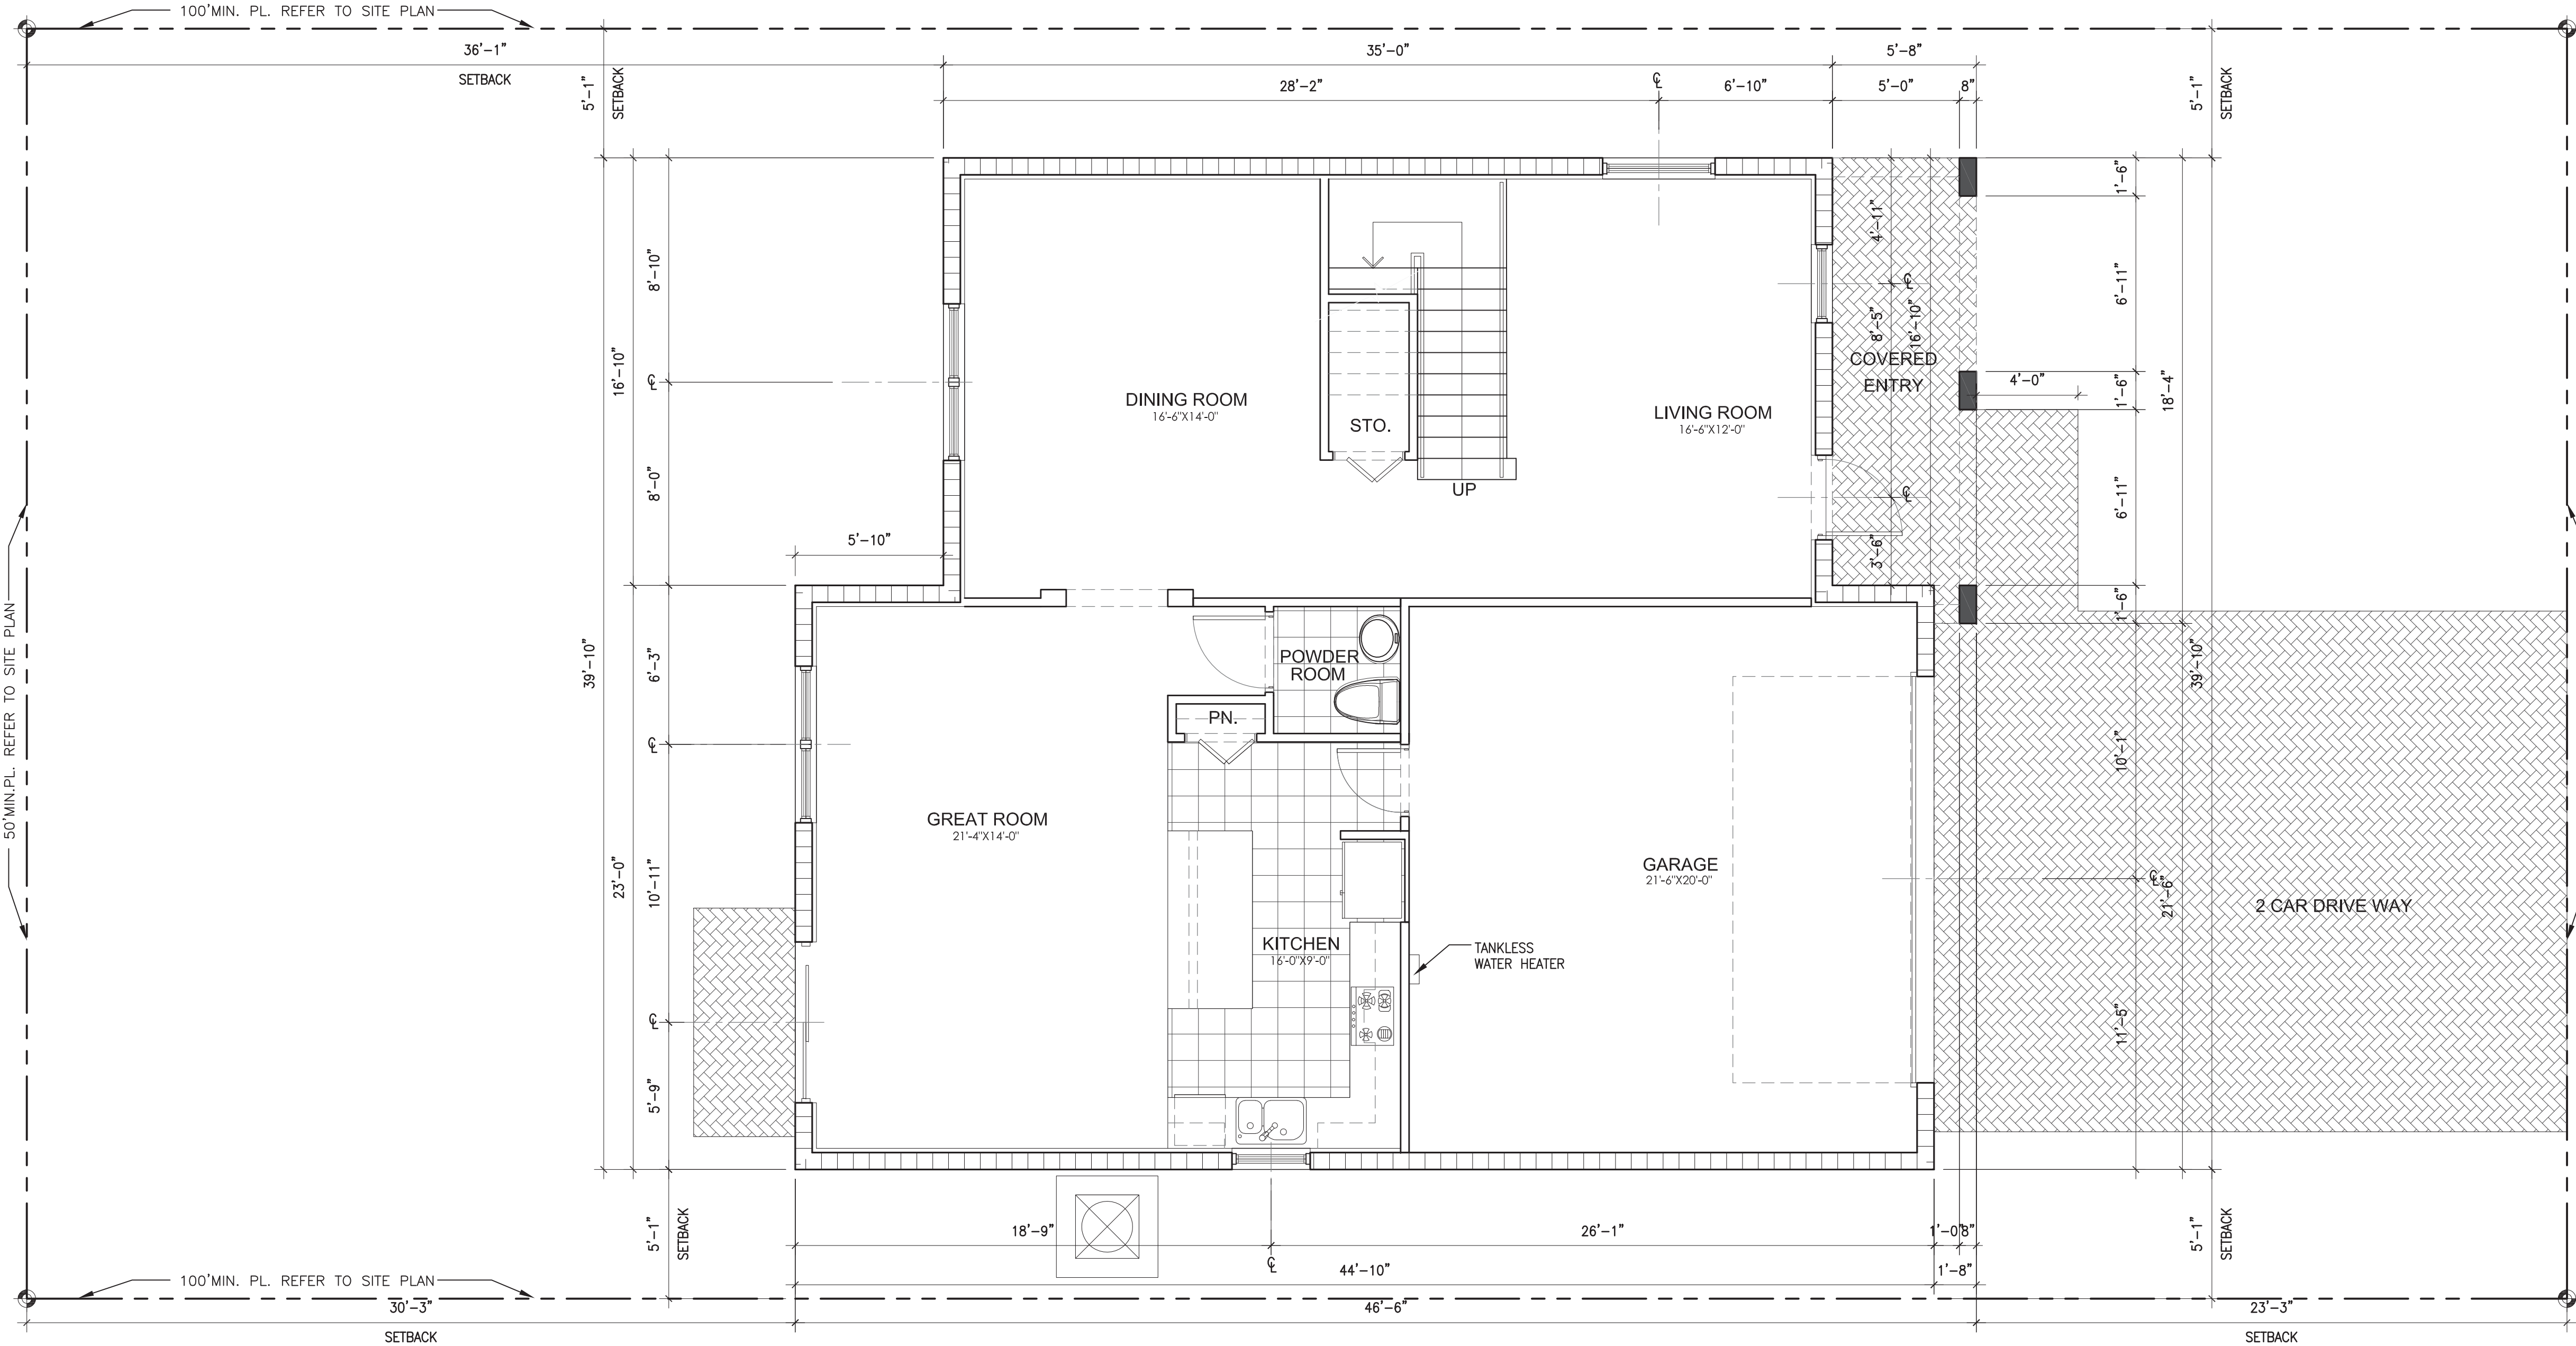 100'MIN. PL. REFER TO SITE PLAN
36'-1"
SETBACK
5'-1"
SETBACK
35'-0"
5'-8"
28'-2"
℄
6'-10"
5'-0"
8"
5'-1"
SETBACK
8'-10"
16'-10"
℄
8'-0"
5'-10"
DINING ROOM
16'-6"X14'-0"
STO.
UP
LIVING ROOM
16'-6"X12'-0"
4'-11"
℄
8'-5"
16'-10"
COVERED
ENTRY
℄
3'-6"
4'-0"
1'-6"
6'-11"
1'-6"
18'-4"
6'-11"
1'-6"
50'MIN.PL. REFER TO SITE PLAN
39'-10"
23'-0"
6'-3"
℄
10'-11"
℄
5'-9"
5'-1"
SETBACK
POWDER
ROOM
PN.
GREAT ROOM
21'-4"X14'-0"
KITCHEN
16'-0"X9'-0"
TANKLESS
WATER HEATER
GARAGE
21'-6"X20'-0"
39'-10"
10'-1"
℄
21'-6"
11'-5"
2 CAR DRIVE WAY
5'-1"
SETBACK
18'-9"
℄
26'-1"
1'-0"
8"
44'-10"
1'-8"
100'MIN. PL. REFER TO SITE PLAN
30'-3"
SETBACK
46'-6"
23'-3"
SETBACK